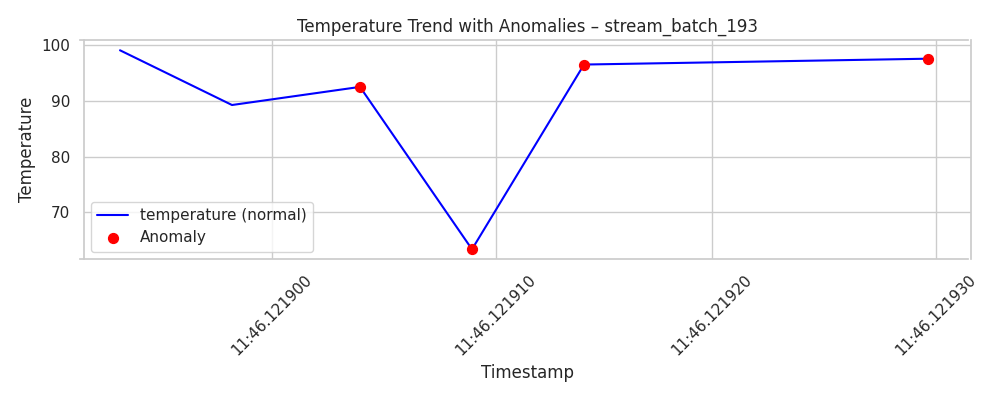 Temperature Trend with Anomalies – stream_batch_193
100
90
80
70
Temperature
temperature (normal)
Anomaly
11:46.121900
11:46.121910
11:46.121920
11:46.121930
Timestamp